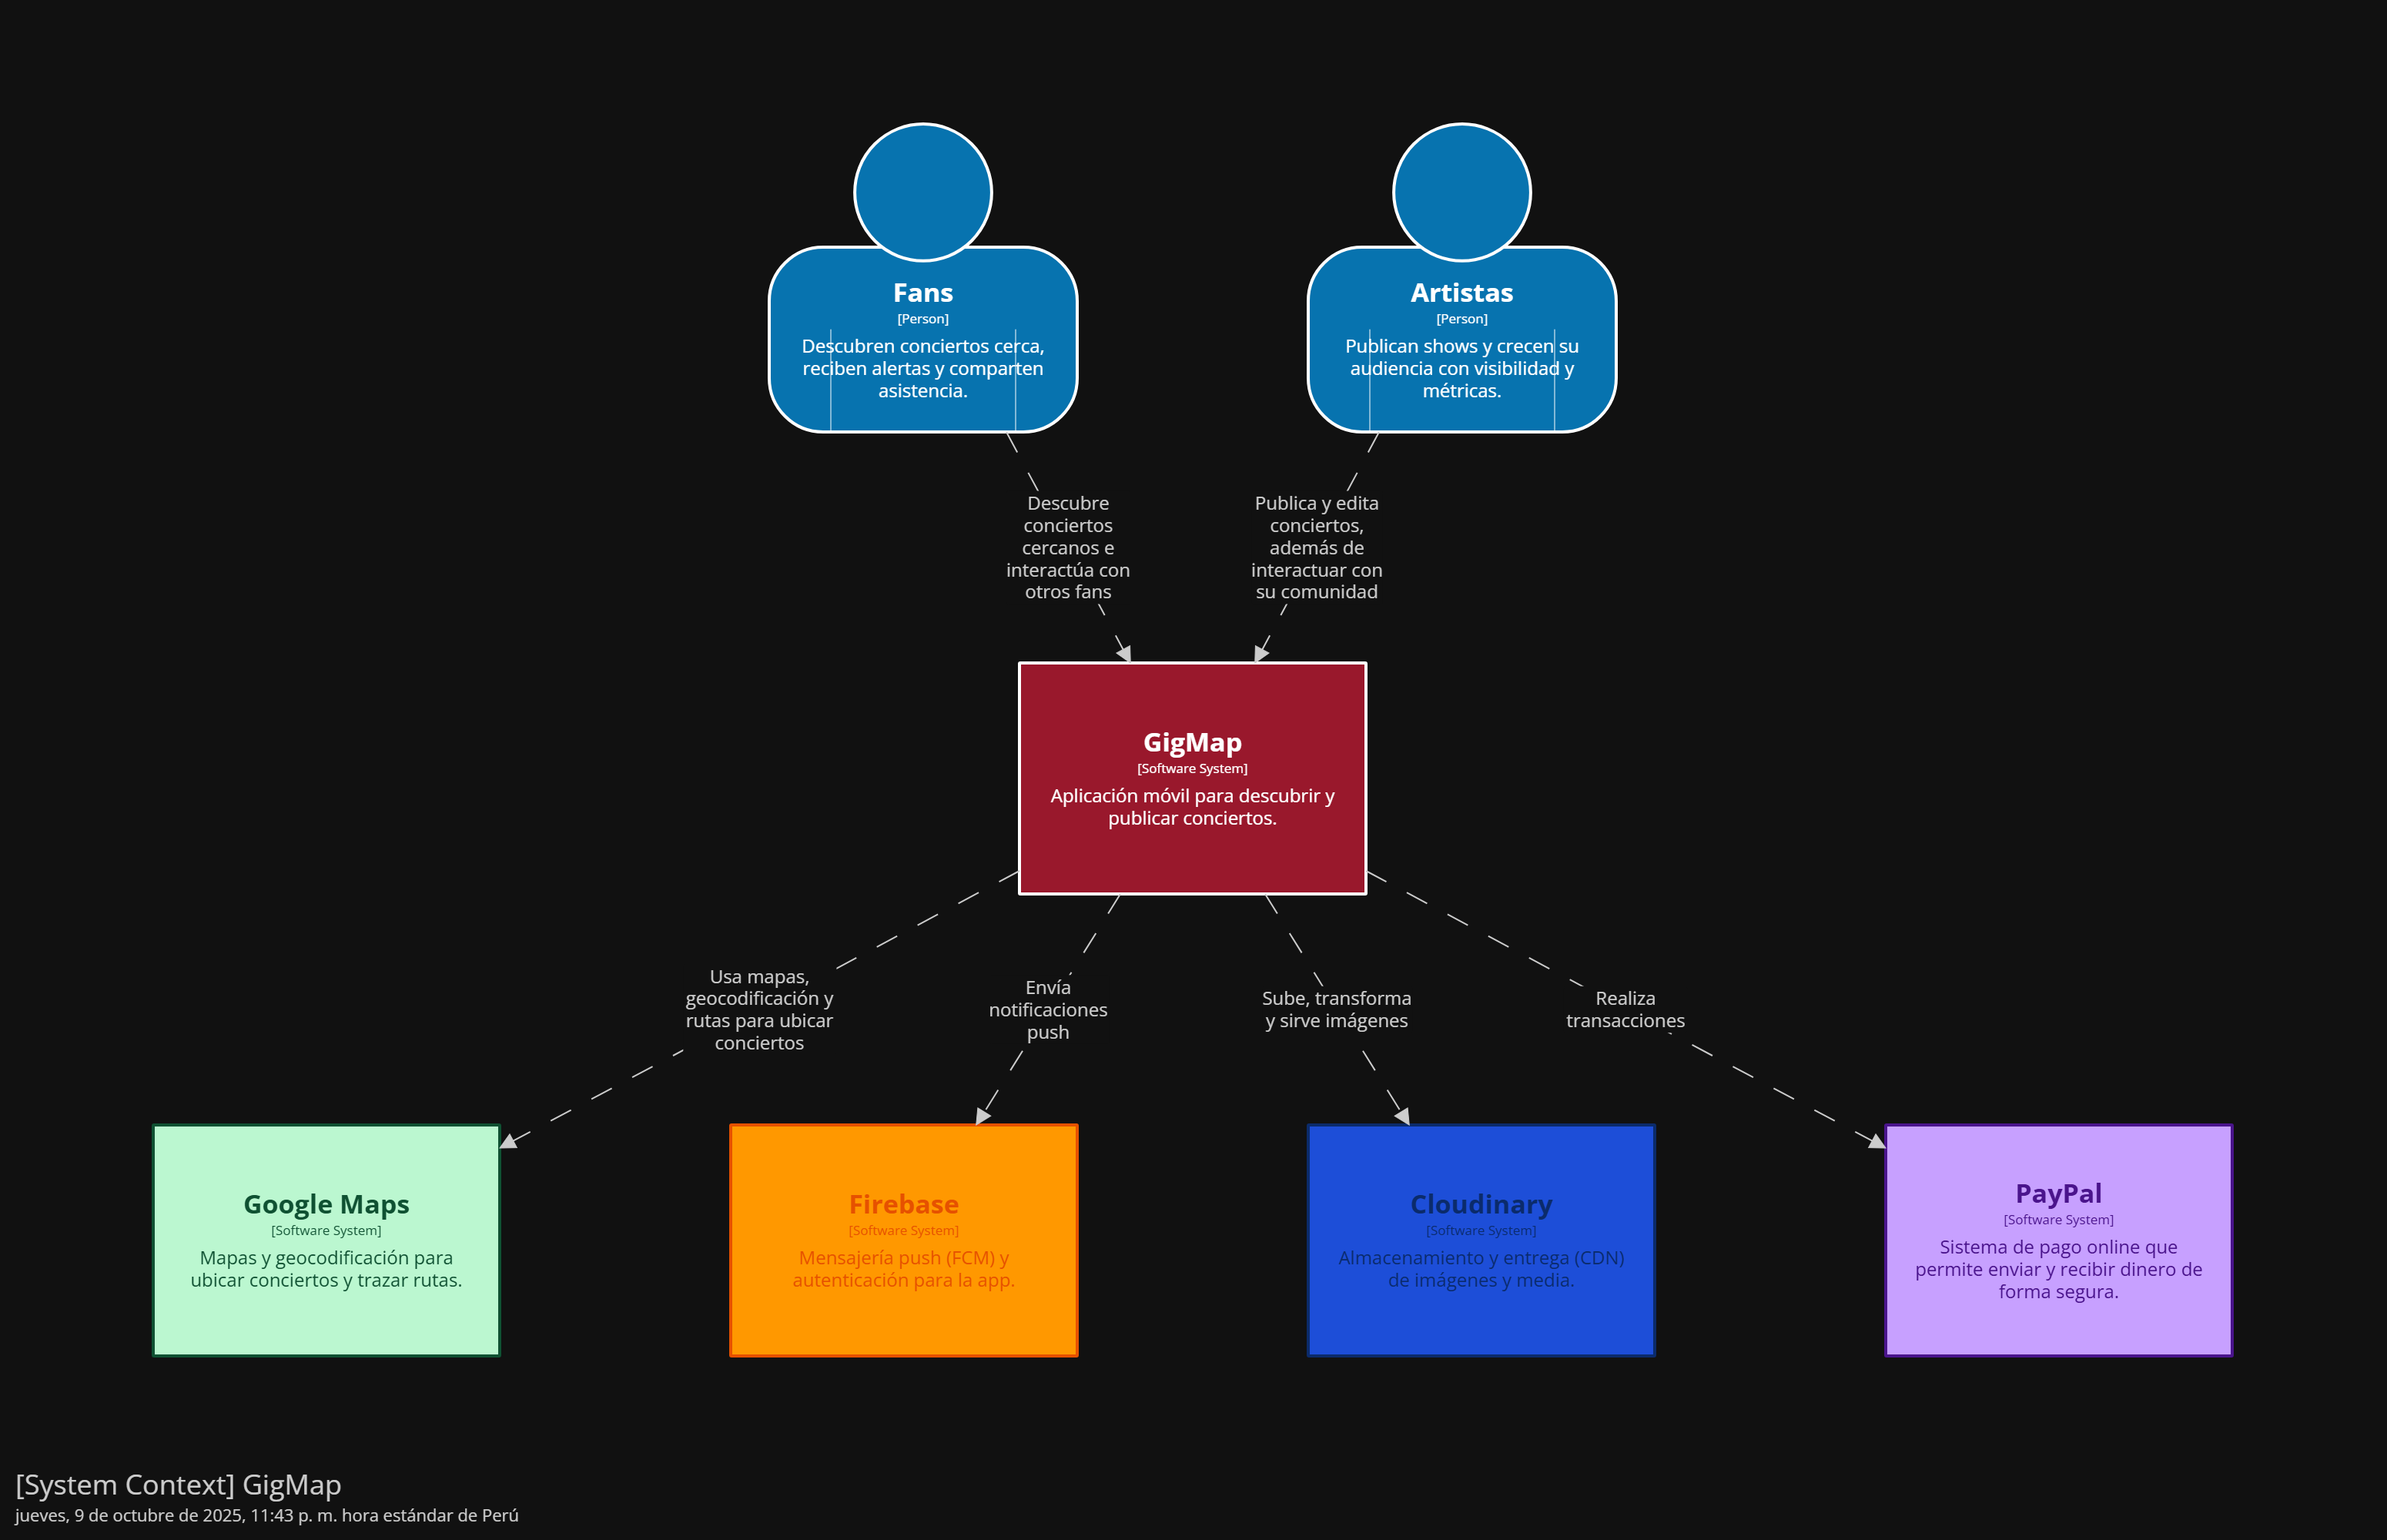 Fans
[Person]
Descubren conciertos cerca,
reciben alertas y comparten
asistencia.
Artistas
[Person]
Publican shows y crecen su
audiencia con visibilidad y
métricas.
Descubre
conciertos
cercanos e
interactúa con
otros fans
Publica y edita
conciertos,
además de
interactuar con
su comunidad
GigMap
[Software System]
Aplicación móvil para descubrir y
publicar conciertos.
Usa mapas,
geocodificación y
rutas para ubicar
conciertos
Envía
notificaciones
push
Sube, transforma
y sirve imágenes
Realiza
transacciones
Google Maps
[Software System]
Mapas y geocodificación para
ubicar conciertos y trazar rutas.
Firebase
[Software System]
Mensajería push (FCM) y
autenticación para la app.
Cloudinary
[Software System]
Almacenamiento y entrega (CDN)
de imágenes y media.
PayPal
[Software System]
Sistema de pago online que
permite enviar y recibir dinero de
forma segura.
[System Context] GigMap
jueves, 9 de octubre de 2025, 11:43 p. m. hora estándar de Perú